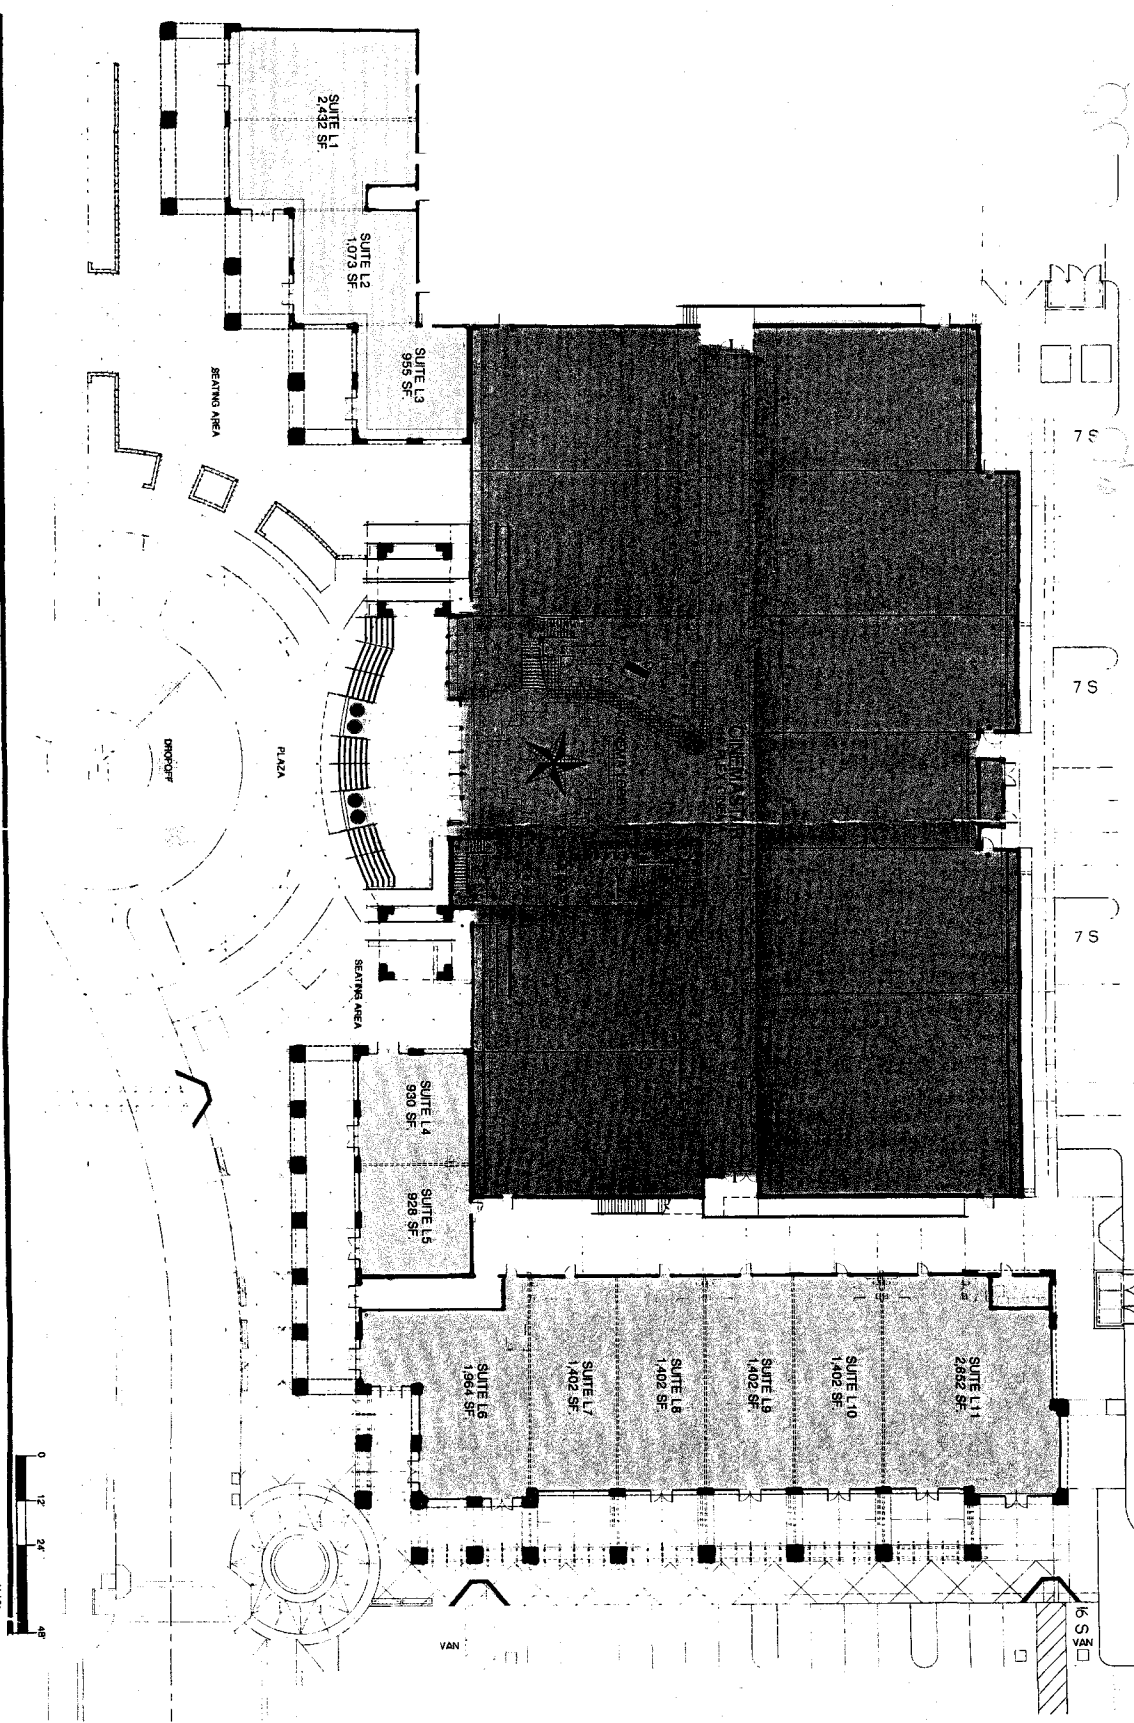 SUITE L1
2,432 SF.
SUITE L2
1,073 SF.
SUITE L3
955 SF.
SEATING AREA
7 S
7 S
7 S
DROPOFF
PLAZA
SEATING AREA
SUITE L4
930 SF.
SUITE L5
928 SF.
SUITE L6
1,964 SF.
SUITE L7
1,402 SF.
SUITE L8
1,402 SF.
SUITE L9
1,402 SF.
SUITE L10
1,402 SF.
SUITE L11
2,652 SF.
0
12'
24'
48'
VAN
16 S
VAN